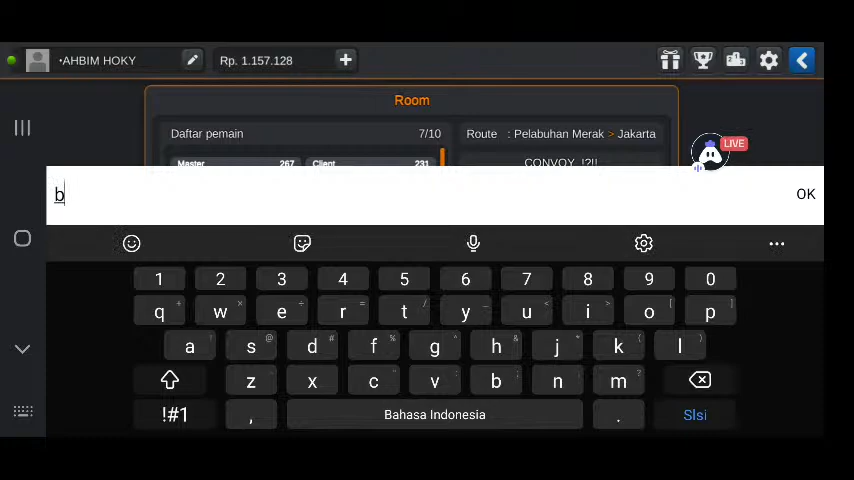 •AHBIM HOKY Rp. 1.157.128 +
Room
Daftar pemain 7/10 Route : Pelabuhan Merak > Jakarta
Master 267 Client 231 CONVOY !?!!
LIVE
b OK
1 2 3 4 5 6 7 8 9 0
q w e r t y u i o p
a s d f g h j k l
z x c v b n m
!#1 , Bahasa Indonesia . Slsi